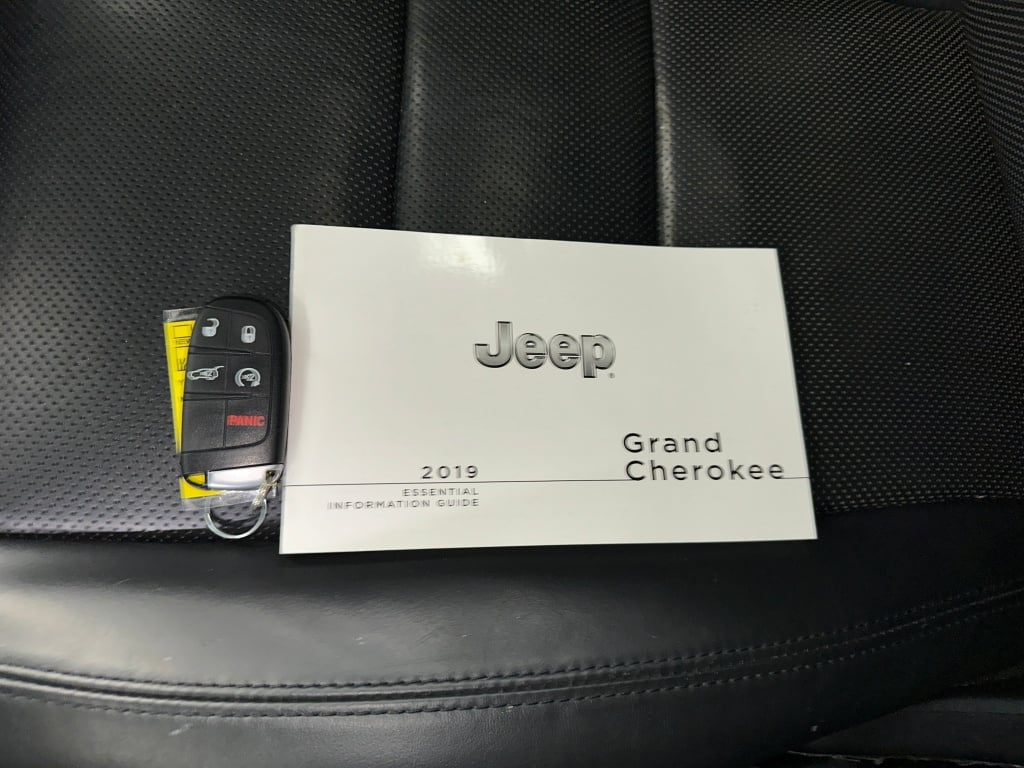 Jeep
Grand
Cherokee
2019
ESSENTIAL
INFORMATION GUIDE
PANIC